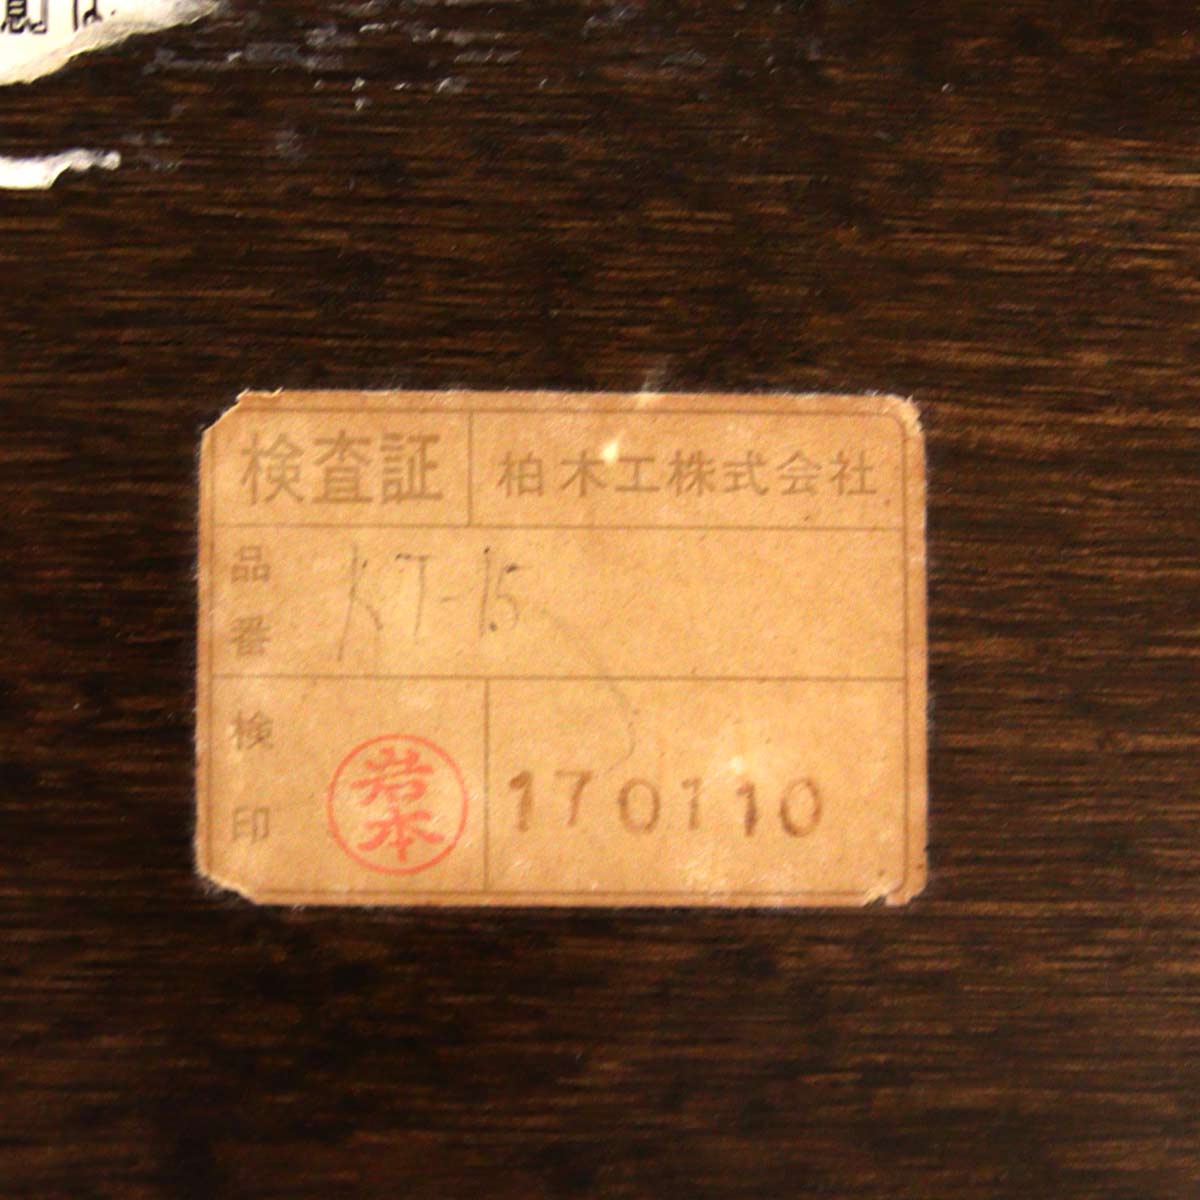 検査証 柏木工株式会社
品番 KT-15
検印 岩本 170110